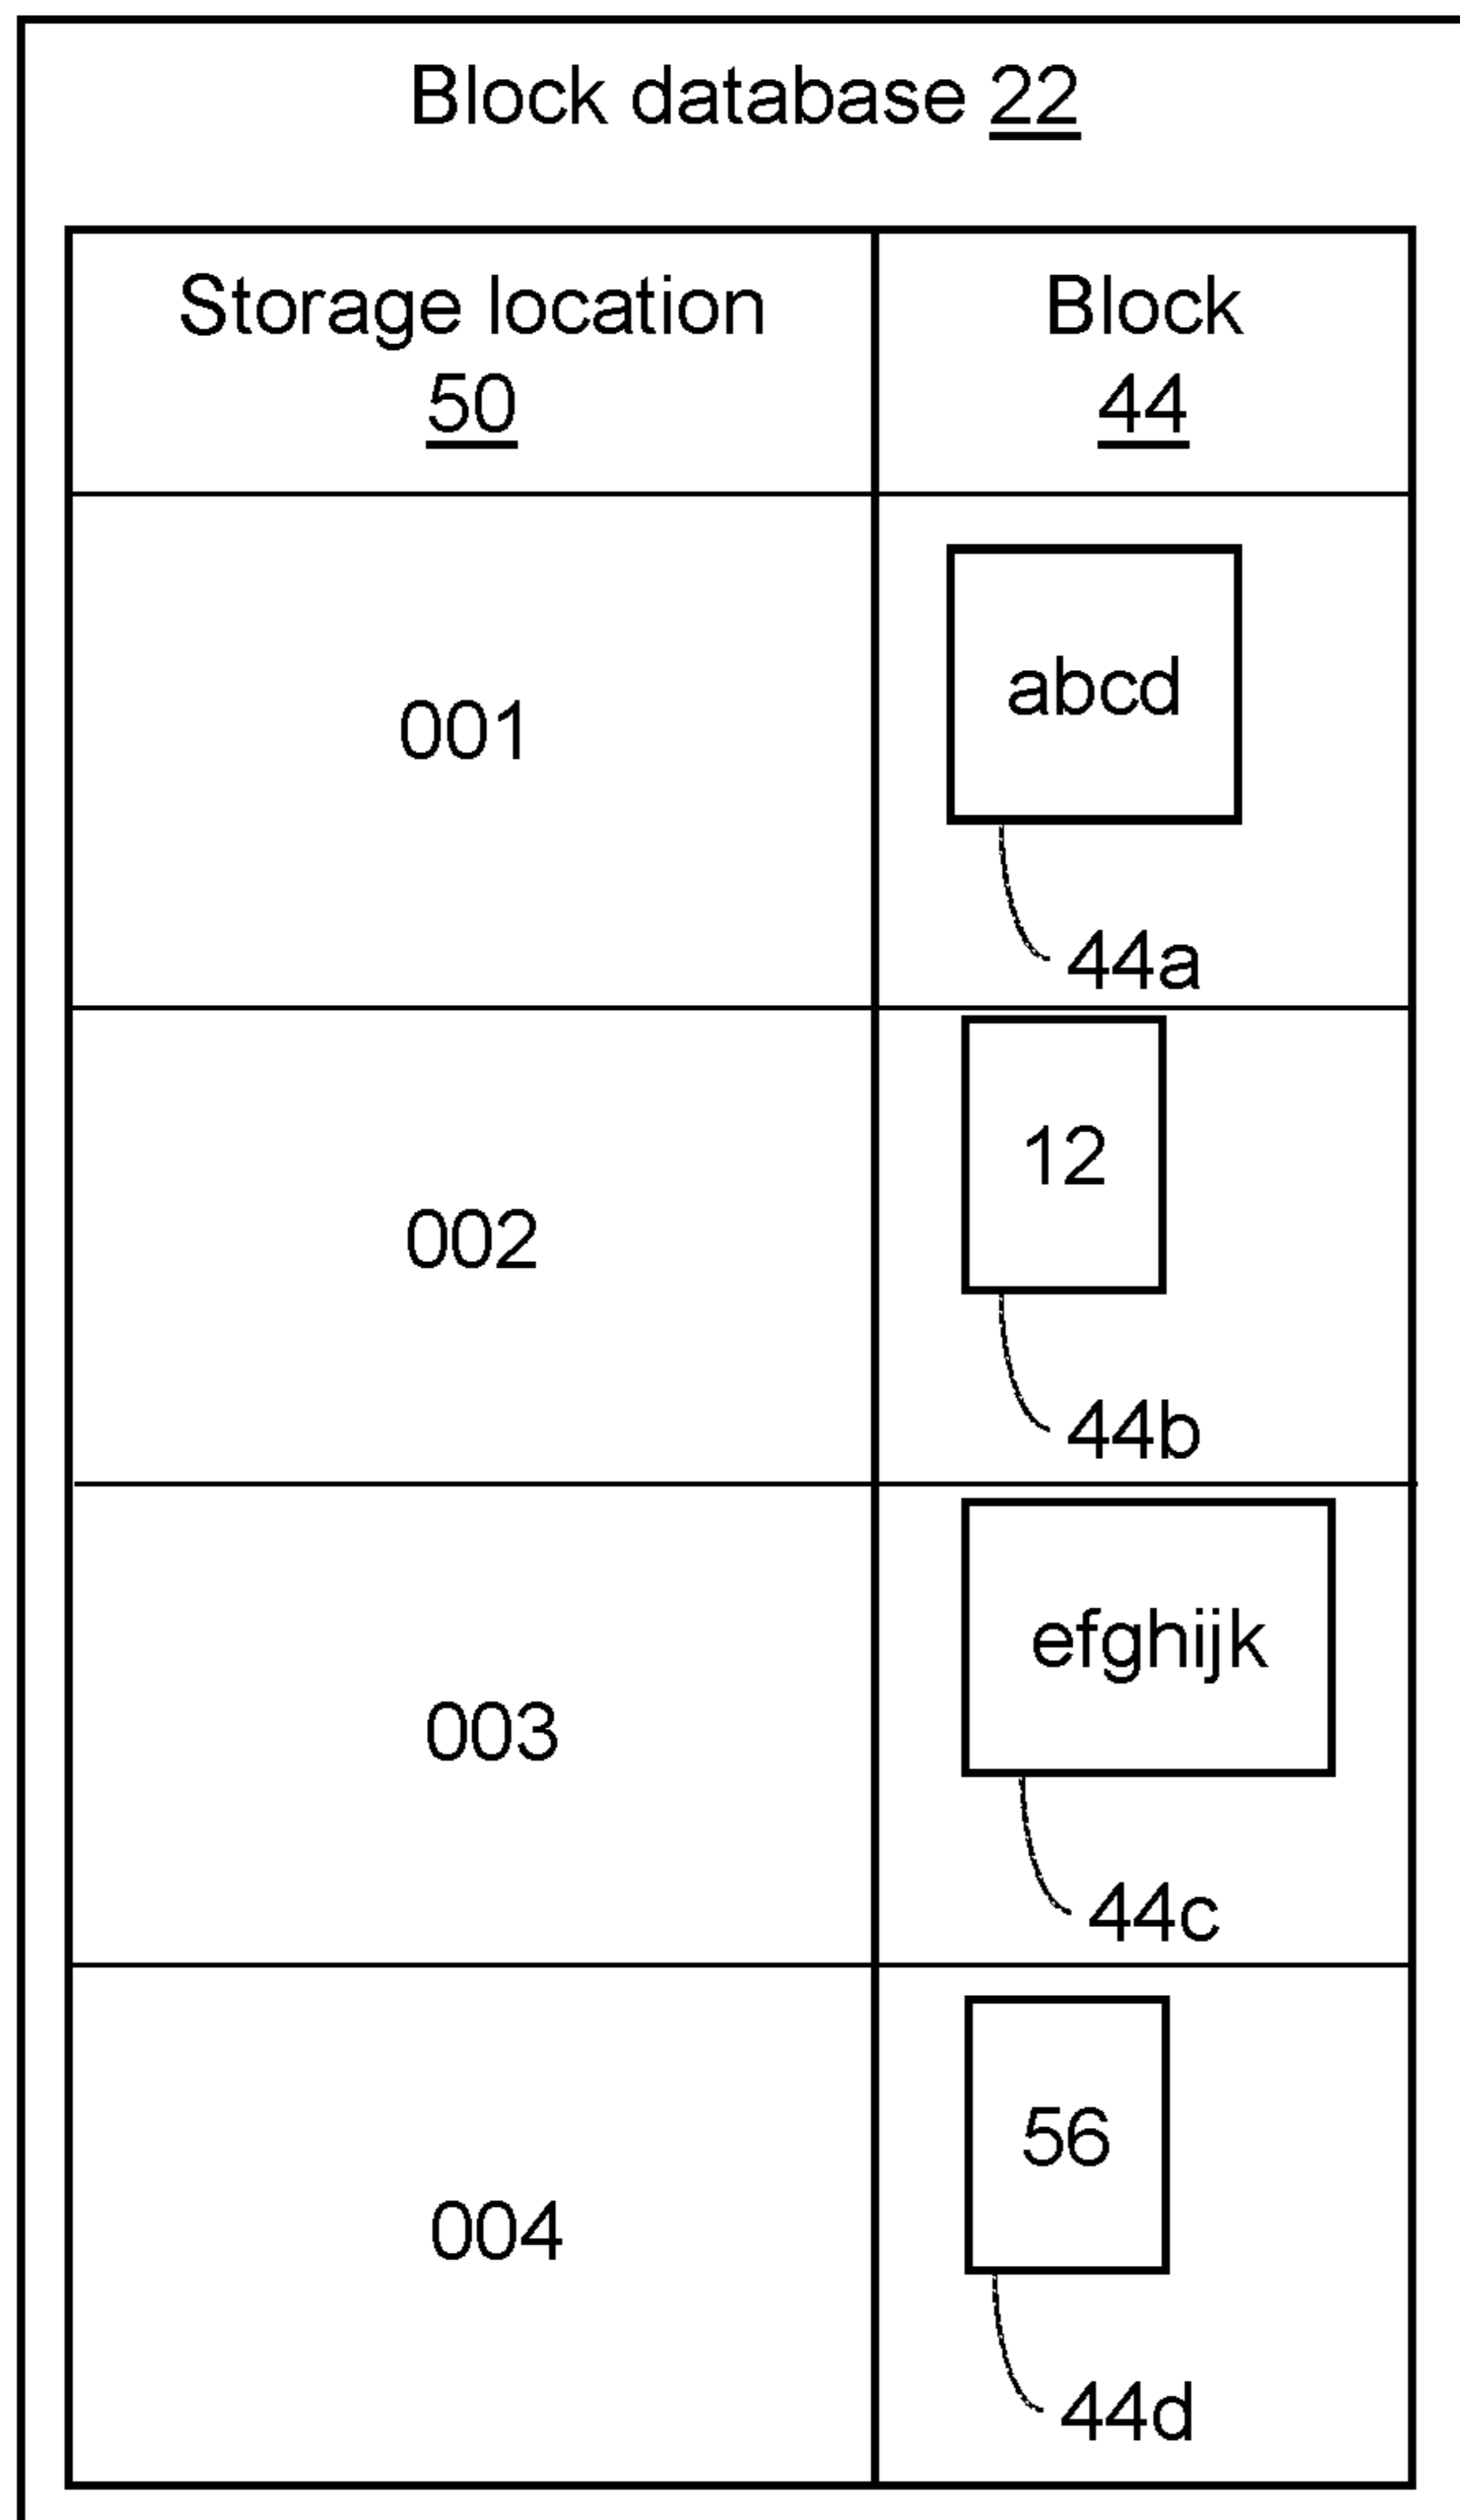 Block database 22
Storage location
50
Block
44
001
abcd
44a
002
12
44b
003
efghijk
44c
004
56
44d